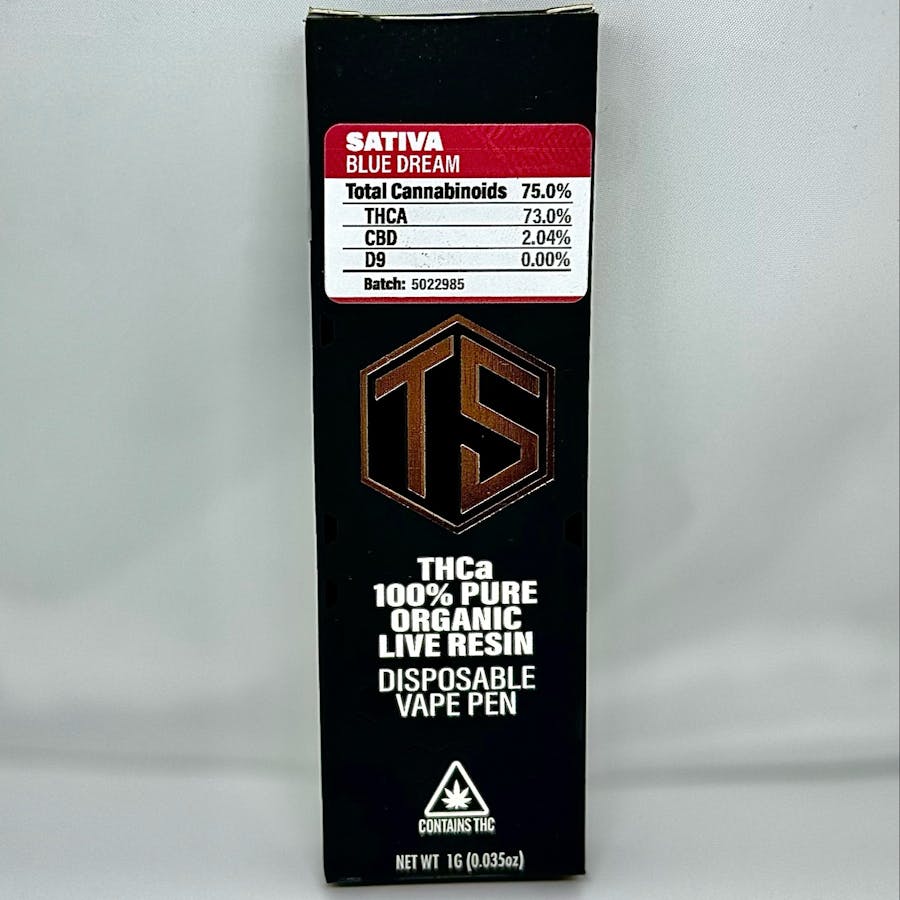 SATIVA
BLUE DREAM
Total Cannabinoids 75.0%
THCA 73.0%
CBD 2.04%
D9 0.00%
Batch: 5022985
TS
THCa
100% PURE
ORGANIC
LIVE RESIN
DISPOSABLE
VAPE PEN
CONTAINS THC
NET WT 1G (0.035oz)